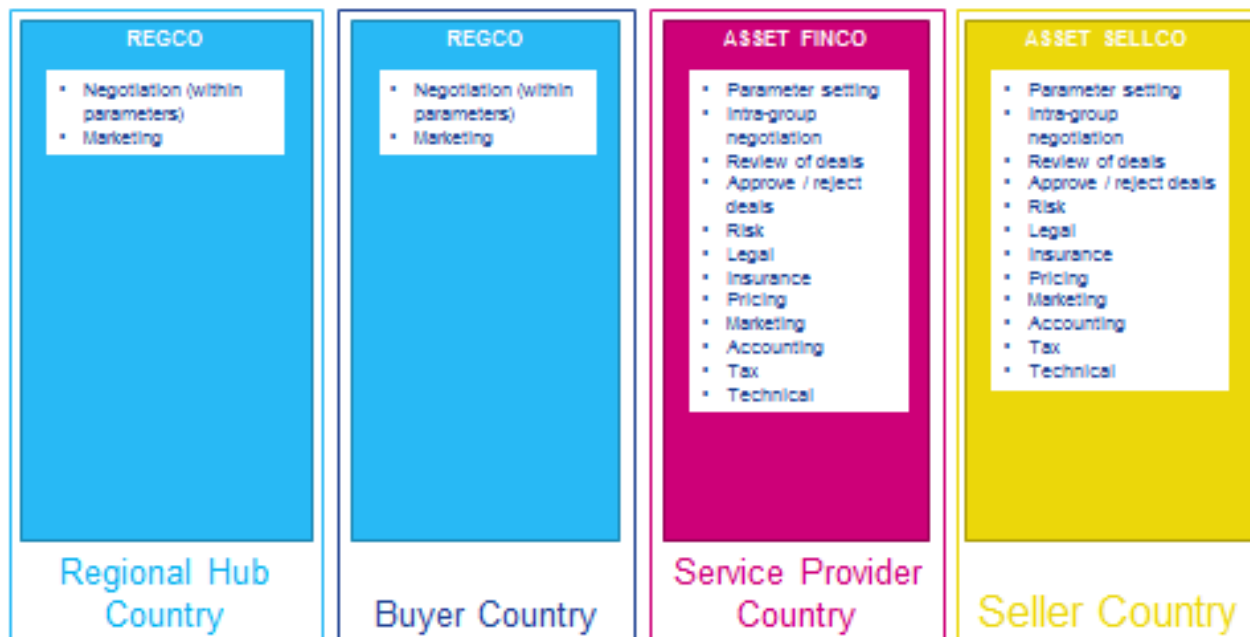 REGCO
▪ Negotiation (within
parameters)
▪ Marketing
Regional Hub
Country
REGCO
▪ Negotiation (within
parameters)
▪ Marketing
Buyer Country
ASSET FINCO
▪ Parameter setting
▪ Intra-group
negotiation
▪ Review of deals
▪ Approve / reject
deals
▪ Risk
▪ Legal
▪ Insurance
▪ Pricing
▪ Marketing
▪ Accounting
▪ Tax
▪ Technical
Service Provider
Country
ASSET SELLCO
▪ Parameter setting
▪ Intra-group
negotiation
▪ Review of deals
▪ Approve / reject deals
▪ Risk
▪ Legal
▪ Insurance
▪ Pricing
▪ Marketing
▪ Accounting
▪ Tax
▪ Technical
Seller Country